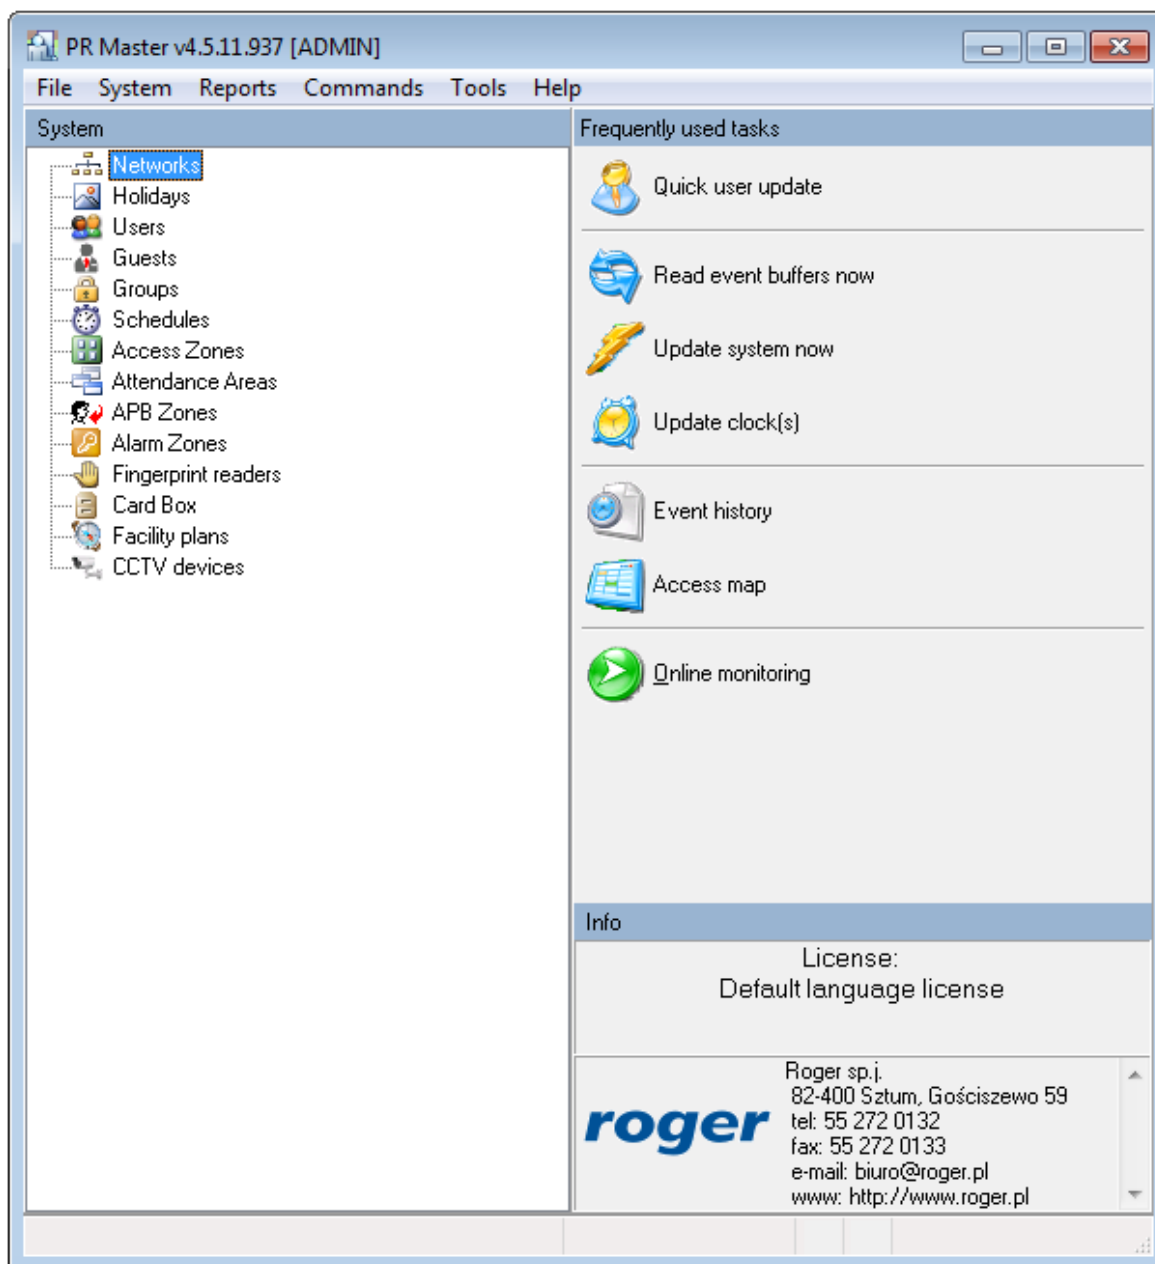 PR Master v4.5.11.937 [ADMIN]
File System Reports Commands Tools Help
System
Networks
Holidays
Users
Guests
Groups
Schedules
Access Zones
Attendance Areas
APB Zones
Alarm Zones
Fingerprint readers
Card Box
Facility plans
CCTV devices
Frequently used tasks
Quick user update
Read event buffers now
Update system now
Update clock(s)
Event history
Access map
Online monitoring
Info
License:
Default language license
roger
Roger sp.j.
82-400 Sztum, Gościszewo 59
tel: 55 272 0132
fax: 55 272 0133
e-mail: biuro@roger.pl
www: http://www.roger.pl